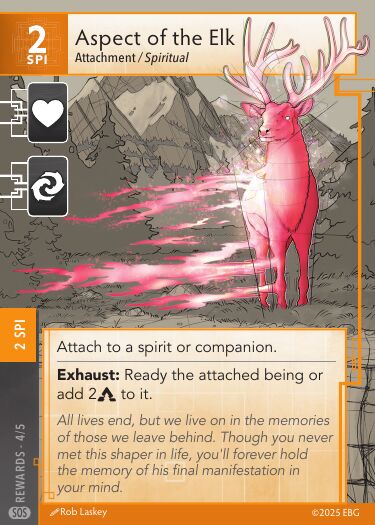 2
SPI
Aspect of the Elk
Attachment / Spiritual
2 SPI
Attach to a spirit or companion.
Exhaust: Ready the attached being or
add 2 to it.
All lives end, but we live on in the memories
of those we leave behind. Though you never
met this shaper in life, you'll forever hold
the memory of his final manifestation in
your mind.
SOS REWARDS - 4/5
Rob Laskey
©2025 EBG